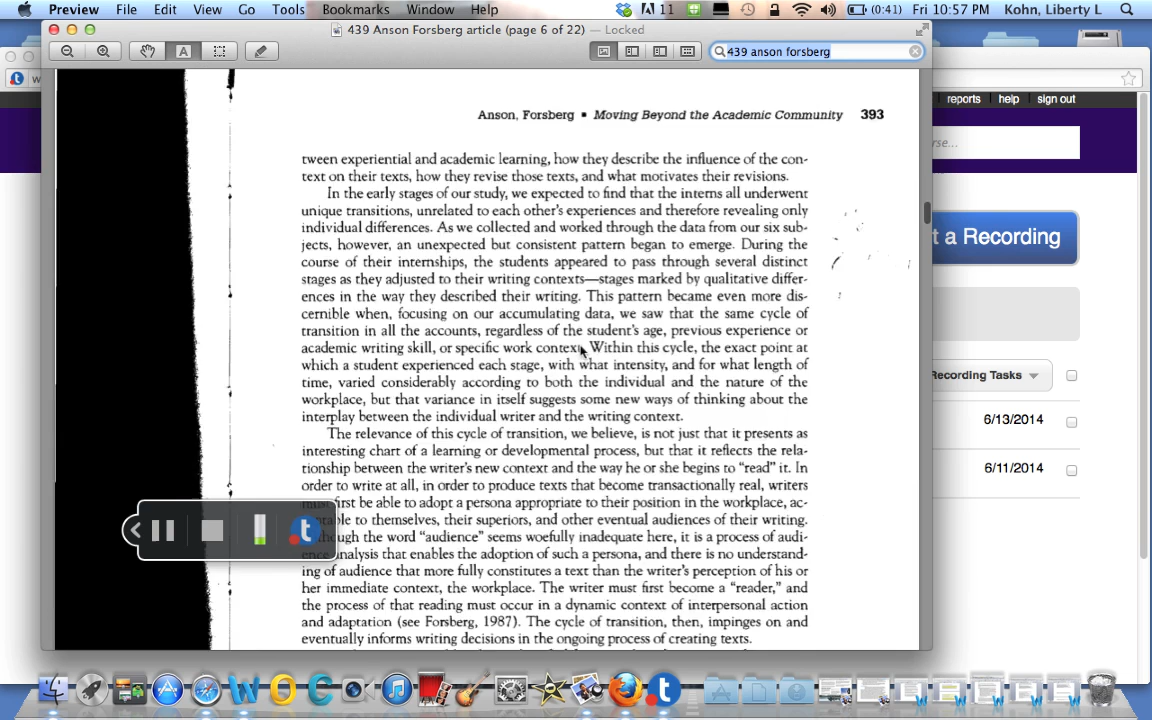 Preview File Edit View Go Tools Bookmarks Window Help 11 (0:41) Fri 10:57 PM Kohn, Liberty L
439 Anson Forsberg article (page 6 of 22) — Locked
439 anson forsberg
reports help sign out
Anson, Forsberg ▪ Moving Beyond the Academic Community 393
tween experiential and academic learning, how they describe the influence of the con-
text on their texts, how they revise those texts, and what motivates their revisions.
In the early stages of our study, we expected to find that the interns all underwent
unique transitions, unrelated to each other's experiences and therefore revealing only
individual differences. As we collected and worked through the data from our six sub-
jects, however, an unexpected but consistent pattern began to emerge. During the
course of their internships, the students appeared to pass through several distinct
stages as they adjusted to their writing contexts—stages marked by qualitative differ-
ences in the way they described their writing. This pattern became even more dis-
cernible when, focusing on our accumulating data, we saw that the same cycle of
transition in all the accounts, regardless of the student's age, previous experience or
academic writing skill, or specific work context. Within this cycle, the exact point at
which a student experienced each stage, with what intensity, and for what length of
time, varied considerably according to both the individual and the nature of the
workplace, but that variance in itself suggests some new ways of thinking about the
interplay between the individual writer and the writing context.
The relevance of this cycle of transition, we believe, is not just that it presents as
interesting chart of a learning or developmental process, but that it reflects the rela-
tionship between the writer's new context and the way he or she begins to "read" it. In
order to write at all, in order to produce texts that become transactionally real, writers
must first be able to adopt a persona appropriate to their position in the workplace, ac-
table to themselves, their superiors, and other eventual audiences of their writing.
though the word "audience" seems woefully inadequate here, it is a process of audi-
ence analysis that enables the adoption of such a persona, and there is no understand-
ing of audience that more fully constitutes a text than the writer's perception of his or
her immediate context, the workplace. The writer must first become a "reader," and
the process of that reading must occur in a dynamic context of interpersonal action
and adaptation (see Forsberg, 1987). The cycle of transition, then, impinges on and
eventually informs writing decisions in the ongoing process of creating texts.
t a Recording
Recording Tasks
6/13/2014
6/11/2014